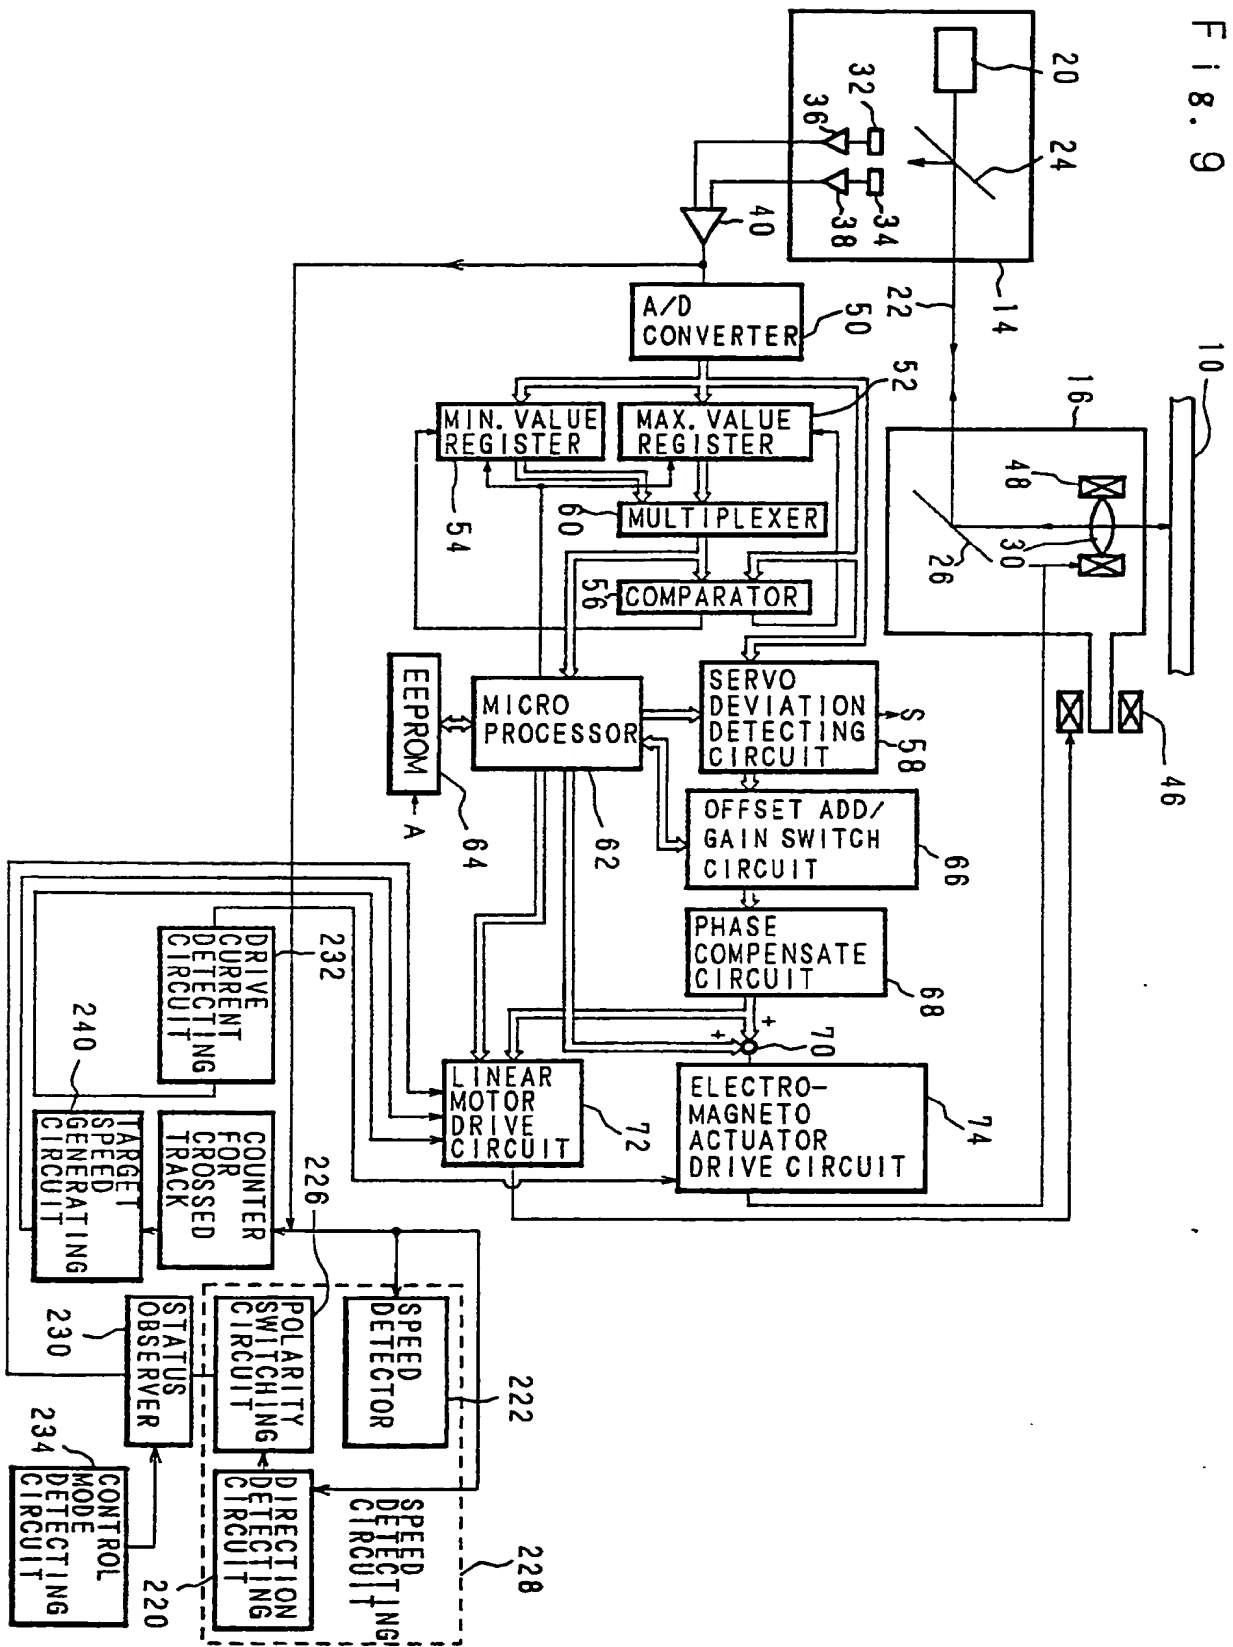 Fig. 9
10
46
16
48
30
26
20
24
32
36
34
38
14
22
40
50
A/D
CONVERTER
52
MAX. VALUE
REGISTER
MIN. VALUE
REGISTER
54
60
MULTIPLEXER
56
COMPARATOR
SERVO
DEVIATION
DETECTING
CIRCUIT
S
58
MICRO
PROCESSOR
62
EEPROM
A
64
OFFSET ADD/
GAIN SWITCH
CIRCUIT
66
PHASE
COMPENSATE
CIRCUIT
68
+
+
70
LINEAR
MOTOR
DRIVE
CIRCUIT
72
ELECTRO-
MAGNETO
ACTUATOR
DRIVE CIRCUIT
74
DRIVE
CURRENT
DETECTING
CIRCUIT
232
240
TARGET
SPEED
GENERATING
CIRCUIT
COUNTER
FOR
CROSSED
TRACK
226
POLARITY
SWITCHING
CIRCUIT
SPEED
DETECTOR
222
STATUS
OBSERVER
230
DIRECTION
DETECTING
CIRCUIT
220
SPEED
DETECTING
CIRCUIT
228
234
CONTROL
MODE
DETECTING
CIRCUIT